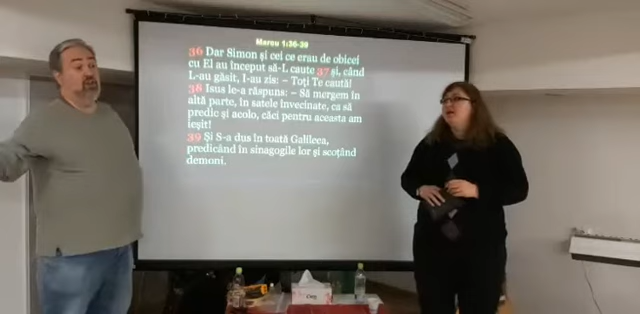 Marcu 1:36-39
36 Dar Simon și cei ce erau de obicei
cu El au început să-L caute 37 și, când
L-au găsit, I-au zis: – Toți Te caută!
38 Isus le-a răspuns: – Să mergem în
altă parte, în satele învecinate, ca să
predic și acolo, căci pentru aceasta am
ieșit!
39 Și S-a dus în toată Galileea,
predicând în sinagogile lor și scoțând
demoni.